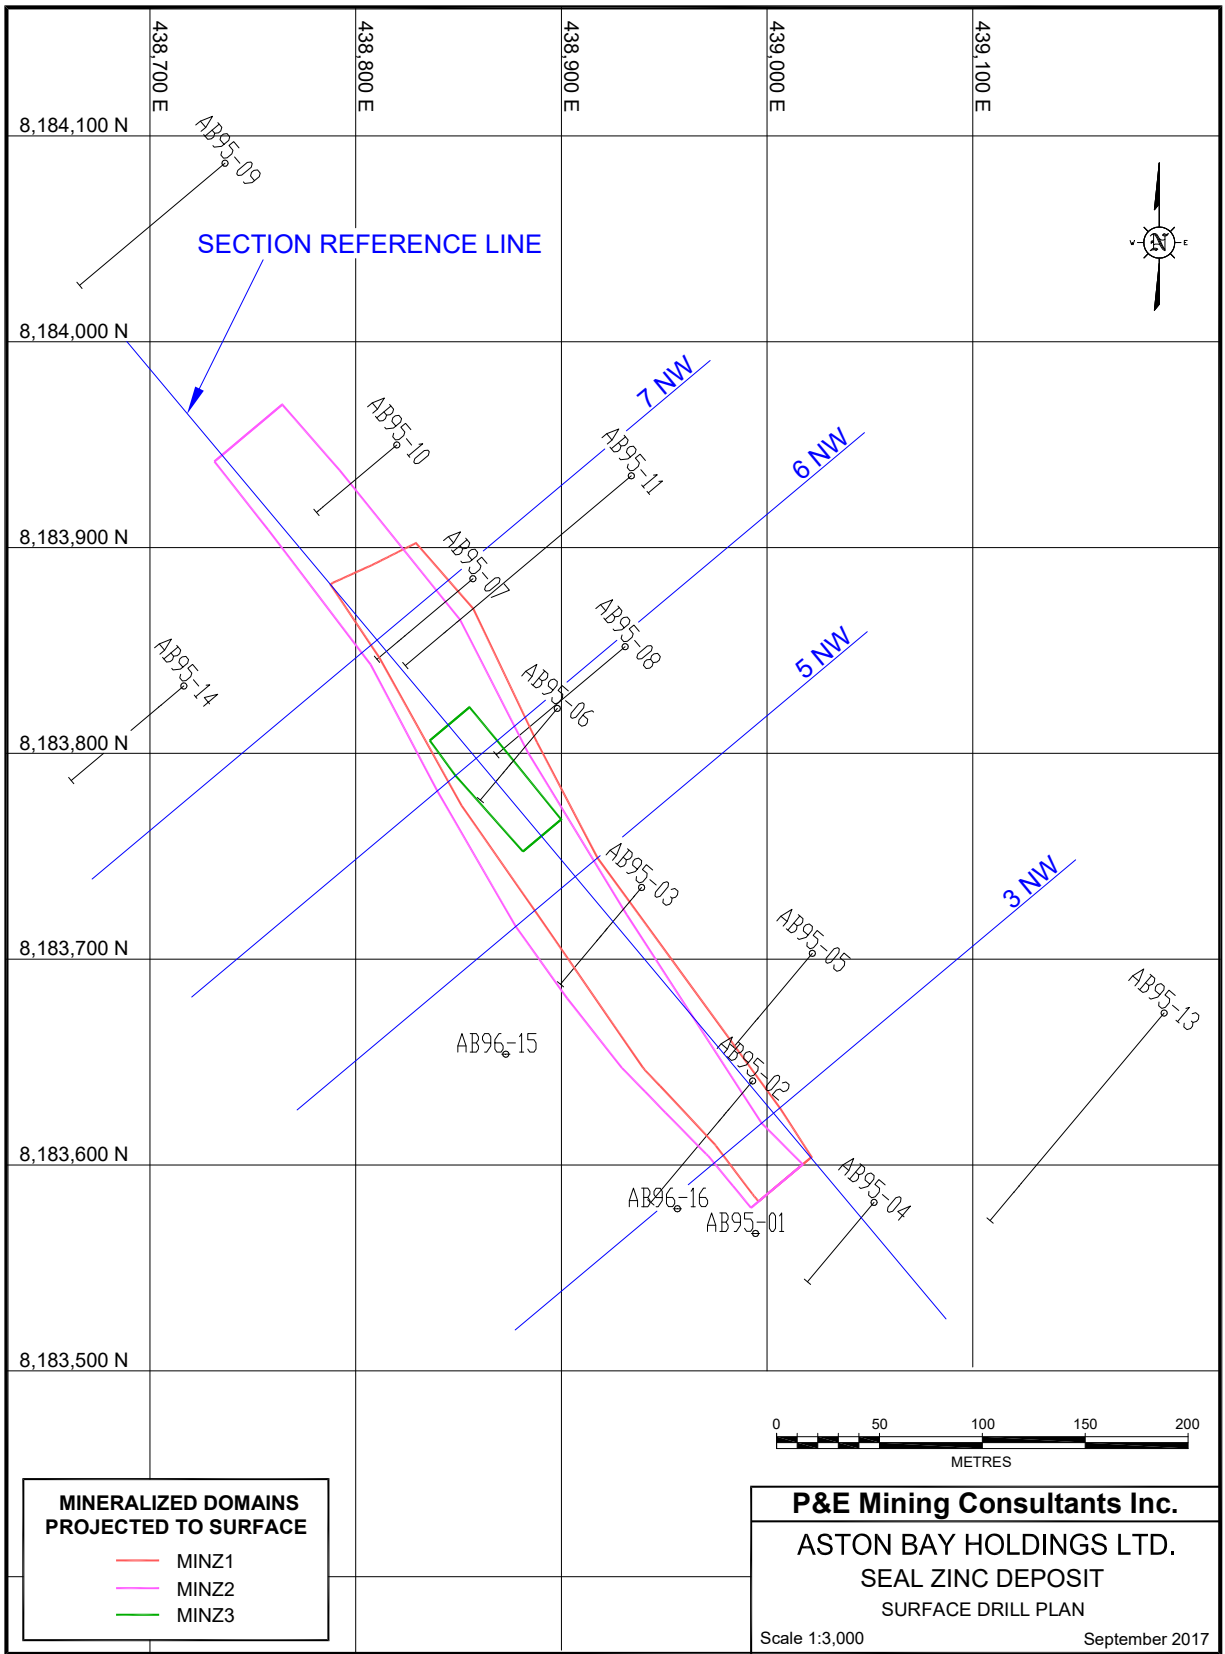 438,700 E
438,800 E
438,900 E
439,000 E
439,100 E
8,184,100 N
AB95-09
SECTION REFERENCE LINE
W
N
E
8,184,000 N
7 NW
AB95-10
AB95-11
6 NW
8,183,900 N
AB95-07
AB95-08
5 NW
AB95-14
AB95-06
8,183,800 N
AB95-03
3 NW
AB95-05
8,183,700 N
AB95-13
AB96-15
AB95-02
8,183,600 N
AB96-16
AB95-01
AB95-04
8,183,500 N
0 50 100 150 200
METRES
MINERALIZED DOMAINS
PROJECTED TO SURFACE
MINZ1
MINZ2
MINZ3
P&E Mining Consultants Inc.
ASTON BAY HOLDINGS LTD.
SEAL ZINC DEPOSIT
SURFACE DRILL PLAN
Scale 1:3,000 September 2017